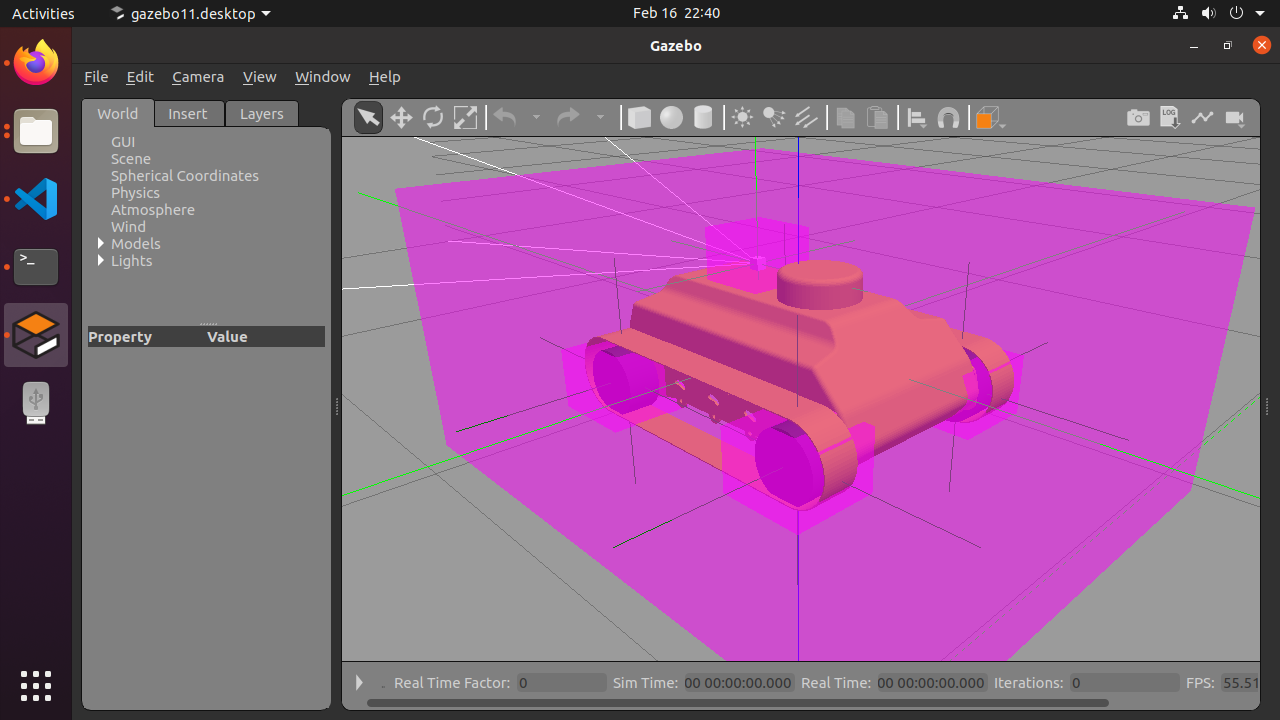 Activities gazebo11.desktop Feb 16 22:40
Gazebo
File Edit Camera View Window Help
World Insert Layers
LOG
GUI
Scene
Spherical Coordinates
Physics
Atmosphere
Wind
Models
Lights
Property Value
>_
Real Time Factor: 0 Sim Time: 00 00:00:00.000 Real Time: 00 00:00:00.000 Iterations: 0 FPS: 55.51